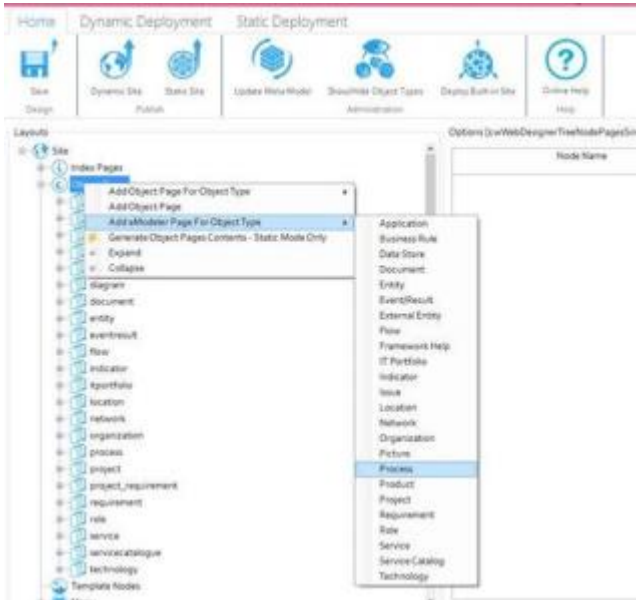 Home Dynamic Deployment Static Deployment
Save Dynamic Site Static Site Update Meta Model Show/Hide Object Types Deploy Built-in Site Online Help
Design Publish Administration Help
Layouts
Options (LwWebDesignerTreeNodePagesSi
Site
Node Name
Index Pages
Add Object Page For Object Type
Add Object Page
Add eModeler Page For Object Type
Generate Object Pages Contents - Static Mode Only
Expand
Collapse
diagram
document
entity
eventresult
flow
indicator
itportfolio
location
network
organization
process
project
project_requirement
requirement
role
service
servicecatalogue
technology
Template Nodes
Application
Business Rule
Data Store
Document
Entity
Event/Result
External Entity
Flow
Framework Help
IT Portfolio
Indicator
Issue
Location
Network
Organization
Picture
Process
Product
Project
Requirement
Role
Service
Service Catalog
Technology